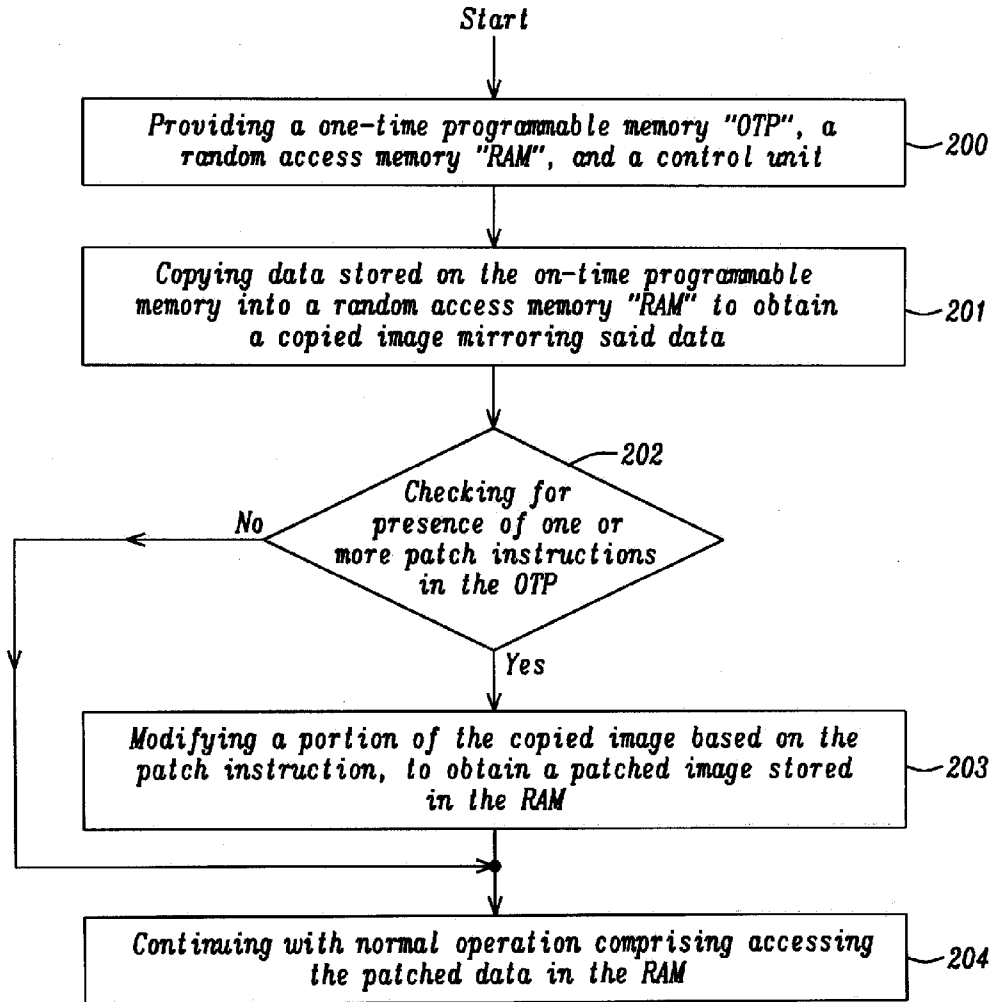 Start
Providing a one-time programmable memory "OTP", a
random access memory "RAM", and a control unit
200
Copying data stored on the on-time programmable
memory into a random access memory "RAM" to obtain
a copied image mirroring said data
201
202
Checking for
presence of one or
more patch instructions
in the OTP
No
Yes
Modifying a portion of the copied image based on the
patch instruction, to obtain a patched image stored
in the RAM
203
Continuing with normal operation comprising accessing
the patched data in the RAM
204